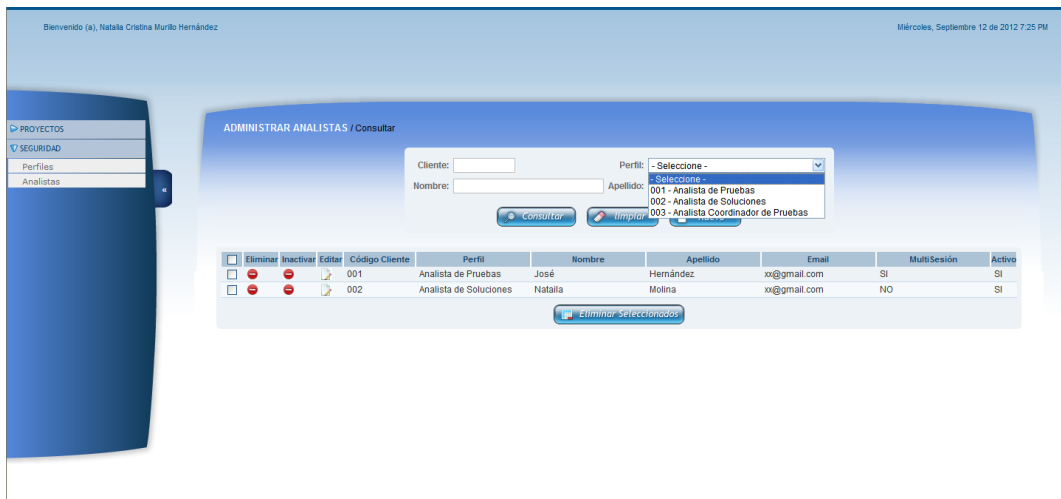 Bienvenido (a), Natalia Cristina Murillo Hernández
Miércoles, Septiembre 12 de 2012 7:25 PM
PROYECTOS
SEGURIDAD
Perfiles
Analistas
«
ADMINISTRAR ANALISTAS / Consultar
Cliente:
Perfil: - Seleccione -
- Seleccione -
001 - Analista de Pruebas
002 - Analista de Soluciones
003 - Analista Coordinador de Pruebas
Nombre:
Apellido:
Consultar
limpiar
Eliminar Inactivar Editar Código Cliente Perfil Nombre Apellido Email MultiSesión Activo
001 Analista de Pruebas José Hernández xx@gmail.com SI SI
002 Analista de Soluciones Nataila Molina xx@gmail.com NO SI
Eliminar Seleccionados